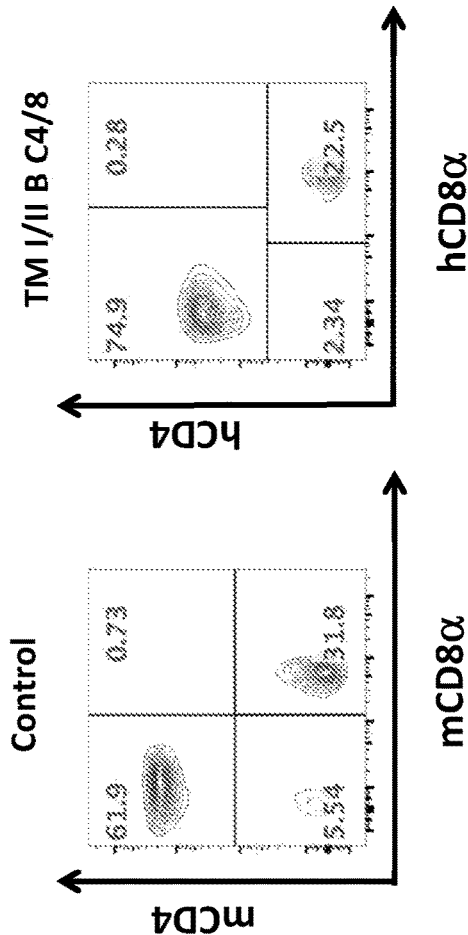 Control
mCD4
61.9
0.73
5.54
31.8
mCD8α
TM I/II B C4/8
hCD4
74.9
0.28
2.34
22.5
hCD8α